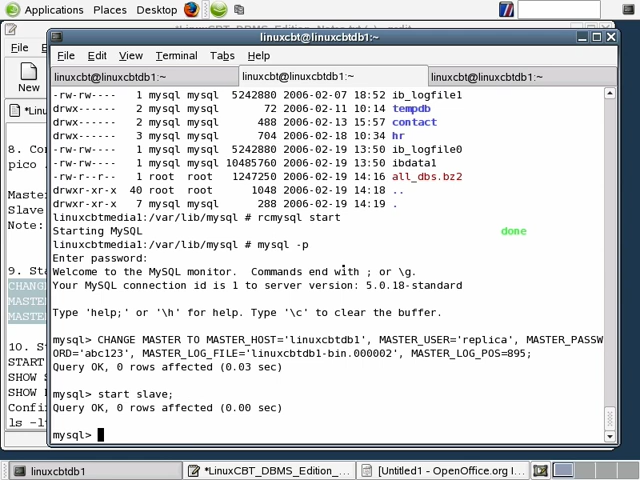 Applications Places Desktop
linuxcbt@linuxcbtdb1:~
File
File Edit View Terminal Tabs Help
New
linuxcbt@linuxcbtdb1:~ linuxcbt@linuxcbtdb1:~ linuxcbt@linuxcbtdb1:~
*Linu
8. Con
pico
Maste
Slave
Note:
9. Sta
CHANG
MASTE
MAST
10. S
START
SHOW S
SHOW
Confi
ls -l
-rw-rw---- 1 mysql mysql 5242880 2006-02-07 18:52 ib_logfile1
drwx------ 2 mysql mysql 72 2006-02-11 10:14 tempdb
drwx------ 2 mysql mysql 488 2006-02-13 15:57 contact
drwx------ 3 mysql mysql 704 2006-02-18 10:34 hr
-rw-rw---- 1 mysql mysql 5242880 2006-02-19 13:50 ib_logfile0
-rw-rw---- 1 mysql mysql 10485760 2006-02-19 13:50 ibdata1
-rw-r--r-- 1 root root 1247250 2006-02-19 14:16 all_dbs.bz2
drwxr-xr-x 40 root root 1048 2006-02-19 14:18 ..
drwxr-xr-x 7 mysql mysql 288 2006-02-19 14:19 .
linuxcbtmedia1:/var/lib/mysql # rcmysql start
Starting MySQL done
linuxcbtmedia1:/var/lib/mysql # mysql -p
Enter password:
Welcome to the MySQL monitor. Commands end with ; or \g.
Your MySQL connection id is 1 to server version: 5.0.18-standard
Type 'help;' or '\h' for help. Type '\c' to clear the buffer.
mysql> CHANGE MASTER TO MASTER_HOST='linuxcbtdb1', MASTER_USER='replica', MASTER_PASSW
ORD='abc123', MASTER_LOG_FILE='linuxcbtdb1-bin.000002', MASTER_LOG_POS=895;
Query OK, 0 rows affected (0.03 sec)
mysql> start slave;
Query OK, 0 rows affected (0.00 sec)
mysql>
linuxcbtdb1 *LinuxCBT_DBMS_Edition_... [Untitled1 - OpenOffice.org I...